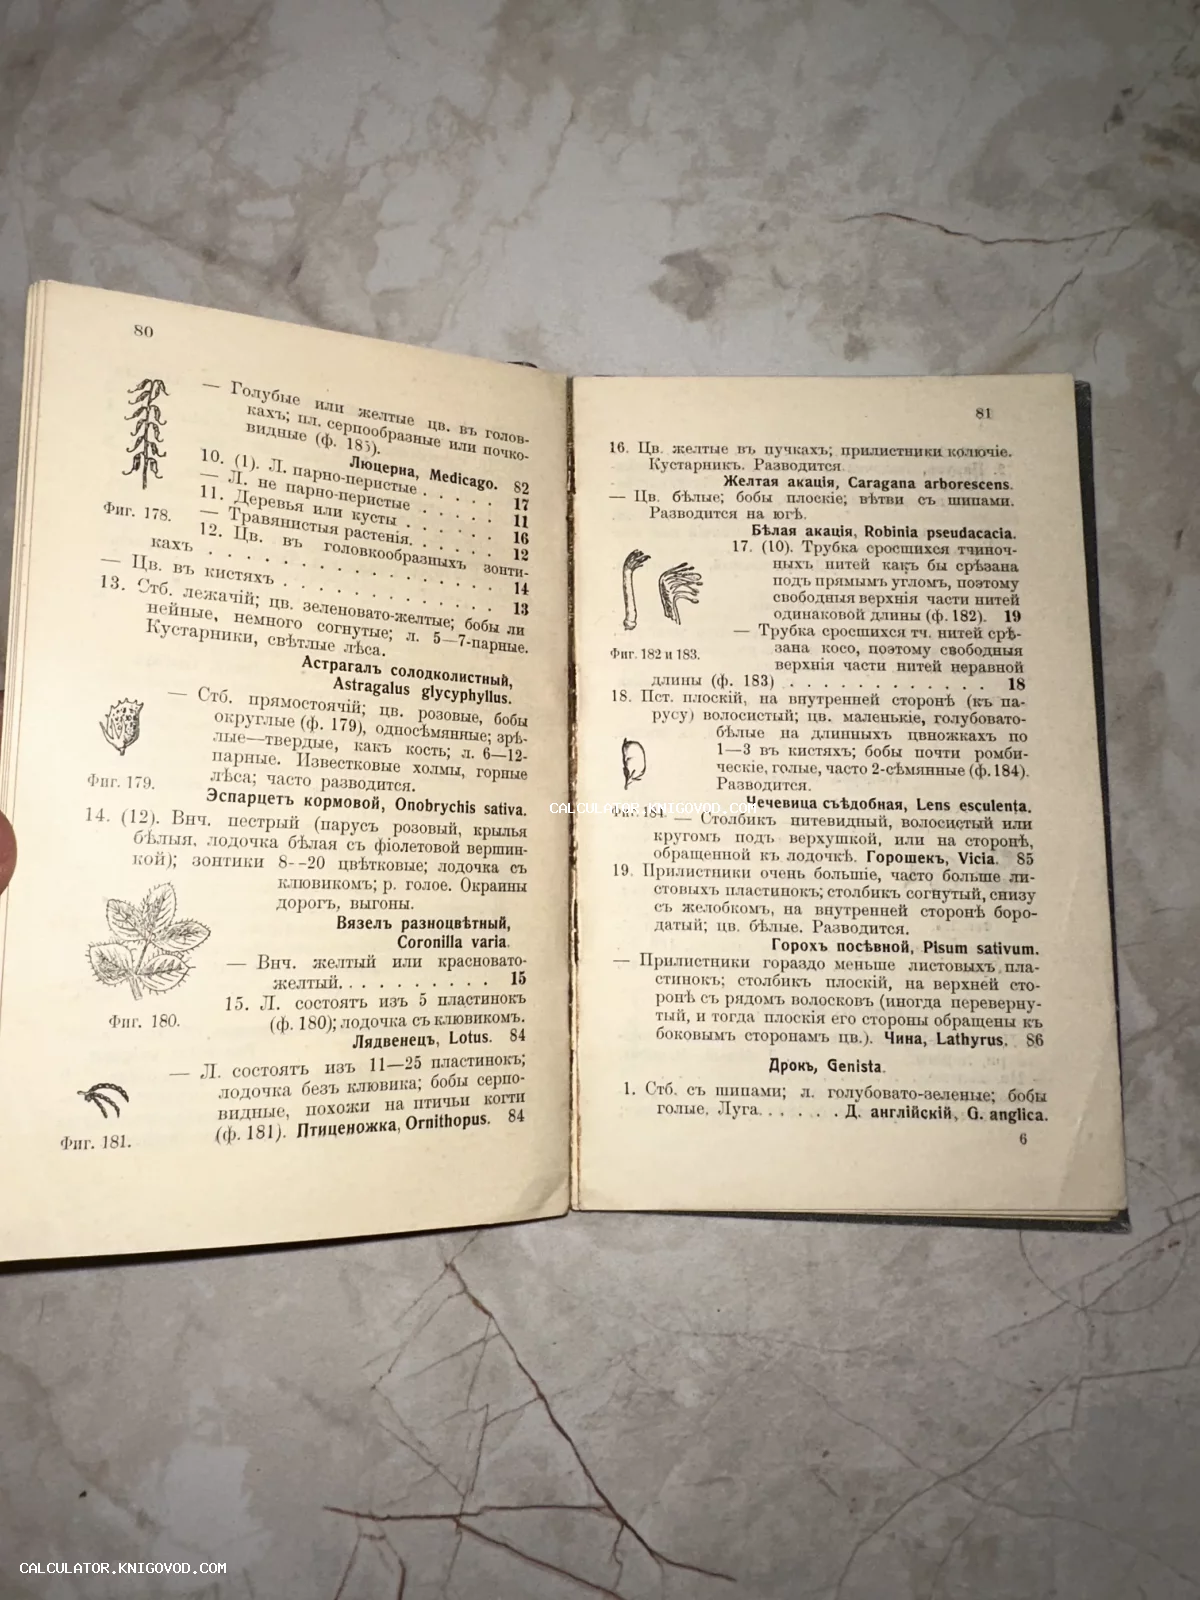 80
— Голубые или желтые цв. въ голов-
кахъ; пл. серпообразные или почко-
видные (ф. 185).
Люцерна, Medicago. 82
10. (1). Л. парно-перистые . . . . . 17
— Л. не парно-перистые . . . . . 11
Фиг. 178.
11. Деревья или кусты . . . . . . 16
— Травянистыя растенія. . . . . . 12
12. Цв. въ головкообразныхъ зонти-
кахъ . . . . . . . . . . . . . . 14
— Цв. въ кистяхъ . . . . . . . . . . 13
13. Стб. лежачій; цв. зеленовато-желтые; бобы ли
нейные, немного согнутые; л. 5—7-парные.
Кустарники, свѣтлые лѣса.
Астрагалъ солодколистный,
Astragalus glycyphyllus.
— Стб. прямостоячій; цв. розовые, бобы
округлые (ф. 179), односѣмянные; зрѣ-
лые—твердые, какъ кость; л. 6—12-
парные. Известковые холмы, горные
лѣса; часто разводится.
Фиг. 179.
Эспарцетъ кормовой, Onobrychis sativa.
14. (12). Внч. пестрый (парусъ розовый, крылья
бѣлыя, лодочка бѣлая съ фіолетовой вершин-
кой); зонтики 8--20 цвѣтковые; лодочка съ
клювикомъ; р. голое. Окраины
дорогъ, выгоны.
Вязель разноцвѣтный,
Coronilla varia.
— Внч. желтый или красновато-
желтый. . . . . . . . . . 15
15. Л. состоятъ изъ 5 пластинокъ
Фиг. 180.
(ф. 180); лодочка съ клювикомъ.
Лядвенецъ, Lotus. 84
— Л. состоятъ изъ 11—25 пластинокъ;
лодочка безъ клювика; бобы серпо-
видные, похожи на птичьи когти
(ф. 181). Птиценожка, Ornithopus. 84
Фиг. 181.
81
16. Цв. желтые въ пучкахъ; прилистники колючіе.
Кустарникъ. Разводится.
Желтая акація, Caragana arborescens.
— Цв. бѣлые; бобы плоскіе; вѣтви съ шипами.
Разводится на югѣ.
Бѣлая акація, Robinia pseudacacia.
17. (10). Трубка сросшихся тчиноч-
ныхъ нитей какъ бы срѣзана
подъ прямымъ угломъ, поэтому
свободныя верхнія части нитей
одинаковой длины (ф. 182). 19
— Трубка сросшихся тч. нитей срѣ-
Фиг. 182 и 183.
зана косо, поэтому свободныя
верхнія части нитей неравной
длины (ф. 183) . . . . . . . . . . . . 18
18. Пст. плоскій, на внутренней сторонѣ (къ па-
русу) волосистый; цв. маленькіе, голубовато-
бѣлые на длинныхъ цвножкахъ по
1—3 въ кистяхъ; бобы почти ромби-
ческіе, голые, часто 2-сѣмянные (ф. 184).
Разводится.
Чечевица съѣдобная, Lens esculenta.
Фиг. 184.
— Столбикъ нитевидный, волосистый или
кругомъ подъ верхушкой, или на сторонѣ,
обращенной къ лодочкѣ. Горошекъ, Vicia. 85
19. Прилистники очень большіе, часто больше ли-
стовыхъ пластинокъ; столбикъ согнутый, снизу
съ желобкомъ, на внутренней сторонѣ боро-
датый; цв. бѣлые. Разводится.
Горохъ посѣвной, Pisum sativum.
— Прилистники гораздо меньше листовыхъ пла-
стинокъ; столбикъ плоскій, на верхней сто-
ронѣ съ рядомъ волосковъ (иногда переверну-
тый, и тогда плоскія его стороны обращены къ
боковымъ сторонамъ цв.). Чина, Lathyrus. 86
Дрокъ, Genista.
1. Стб. съ шипами; л. голубовато-зеленые; бобы
голые. Луга. . . . . . Д. англійскій, G. anglica.
6
CALCULATOR.KNIGOVOD.COM
CALCULATOR.KNIGOVOD.COM